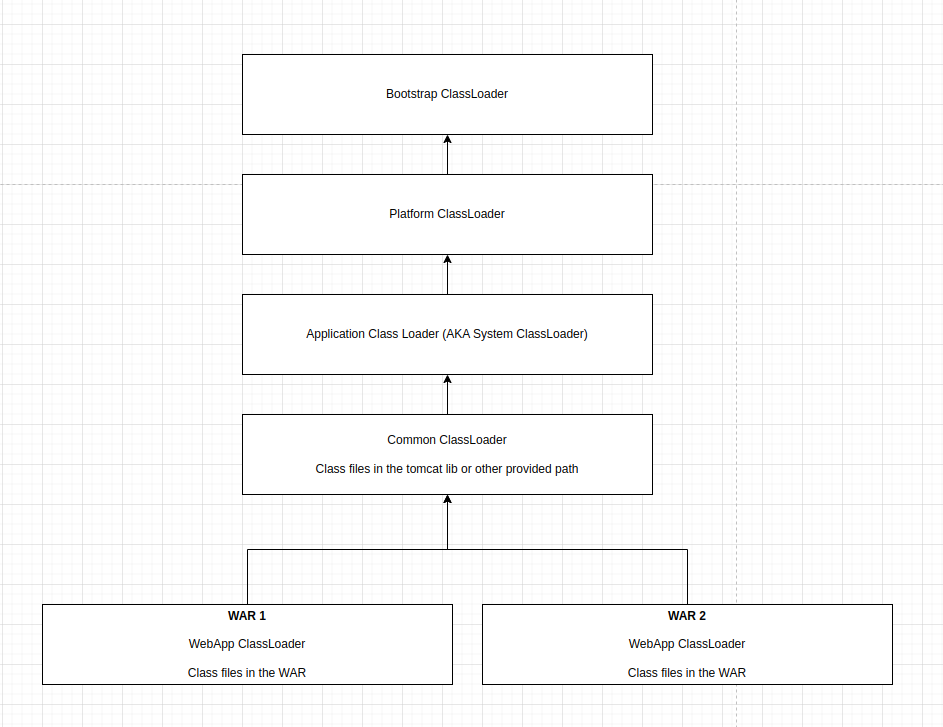 Bootstrap ClassLoader
Platform ClassLoader
Application Class Loader (AKA System ClassLoader)
Common ClassLoader
Class files in the tomcat lib or other provided path
WAR 1
WebApp ClassLoader
Class files in the WAR
WAR 2
WebApp ClassLoader
Class files in the WAR